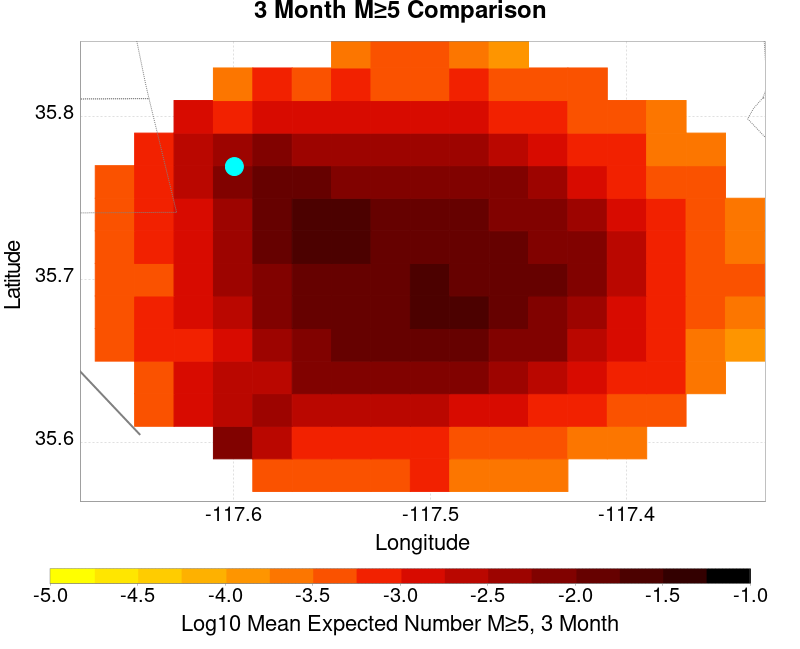 3 Month M≥5 Comparison
35.8
35.7
35.6
Latitude
-117.6 -117.5 -117.4
Longitude
-5.0 -4.5 -4.0 -3.5 -3.0 -2.5 -2.0 -1.5 -1.0
Log10 Mean Expected Number M≥5, 3 Month